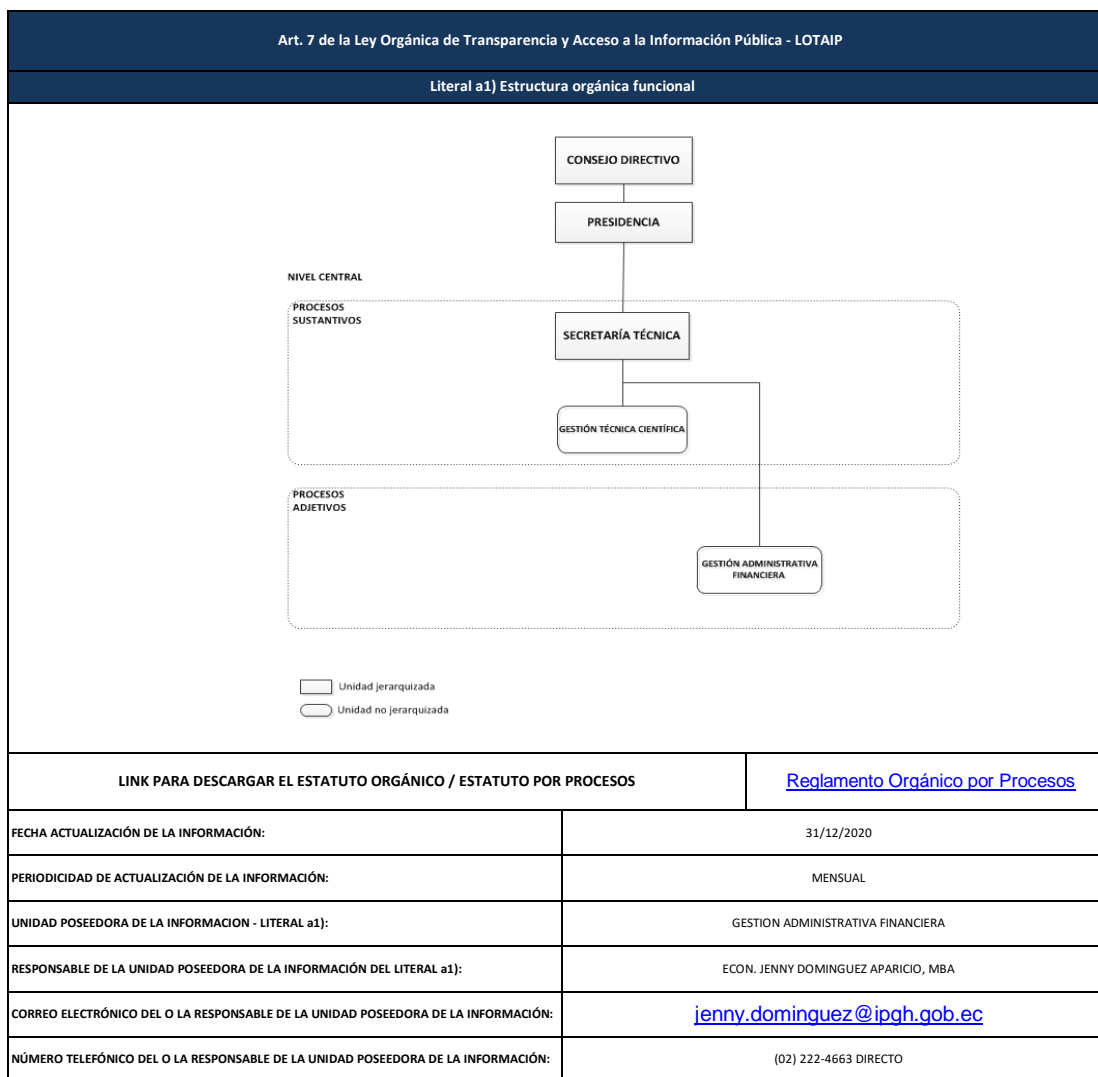 Art. 7 de la Ley Orgánica de Transparencia y Acceso a la Información Pública - LOTAIP
Literal a1) Estructura orgánica funcional
CONSEJO DIRECTIVO
PRESIDENCIA
NIVEL CENTRAL
PROCESOS
SUSTANTIVOS
SECRETARÍA TÉCNICA
GESTIÓN TÉCNICA CIENTÍFICA
PROCESOS
ADJETIVOS
GESTIÓN ADMINISTRATIVA
FINANCIERA
Unidad jerarquizada
Unidad no jerarquizada
LINK PARA DESCARGAR EL ESTATUTO ORGÁNICO / ESTATUTO POR PROCESOS Reglamento Orgánico por Procesos
FECHA ACTUALIZACIÓN DE LA INFORMACIÓN: 31/12/2020
PERIODICIDAD DE ACTUALIZACIÓN DE LA INFORMACIÓN: MENSUAL
UNIDAD POSEEDORA DE LA INFORMACION - LITERAL a1): GESTION ADMINISTRATIVA FINANCIERA
RESPONSABLE DE LA UNIDAD POSEEDORA DE LA INFORMACIÓN DEL LITERAL a1): ECON. JENNY DOMINGUEZ APARICIO, MBA
CORREO ELECTRÓNICO DEL O LA RESPONSABLE DE LA UNIDAD POSEEDORA DE LA INFORMACIÓN: jenny.dominguez@ipgh.gob.ec
NÚMERO TELEFÓNICO DEL O LA RESPONSABLE DE LA UNIDAD POSEEDORA DE LA INFORMACIÓN: (02) 222-4663 DIRECTO